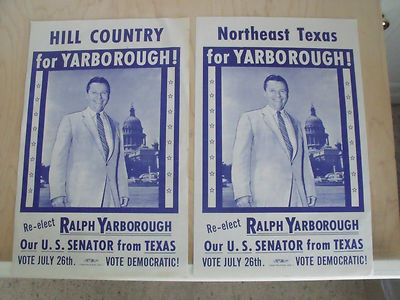 HILL COUNTRY
for YARBOROUGH!
Re-elect RALPH YARBOROUGH
Our U. S. SENATOR from TEXAS
VOTE JULY 26th. VOTE DEMOCRATIC!
Northeast Texas
for YARBOROUGH!
Re-elect RALPH YARBOROUGH
Our U. S. SENATOR from TEXAS
VOTE JULY 26th. VOTE DEMOCRATIC!